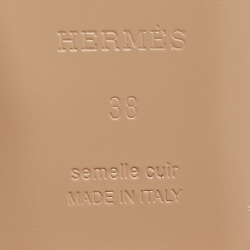 HERMÈS
38
semelle cuir
MADE IN ITALY